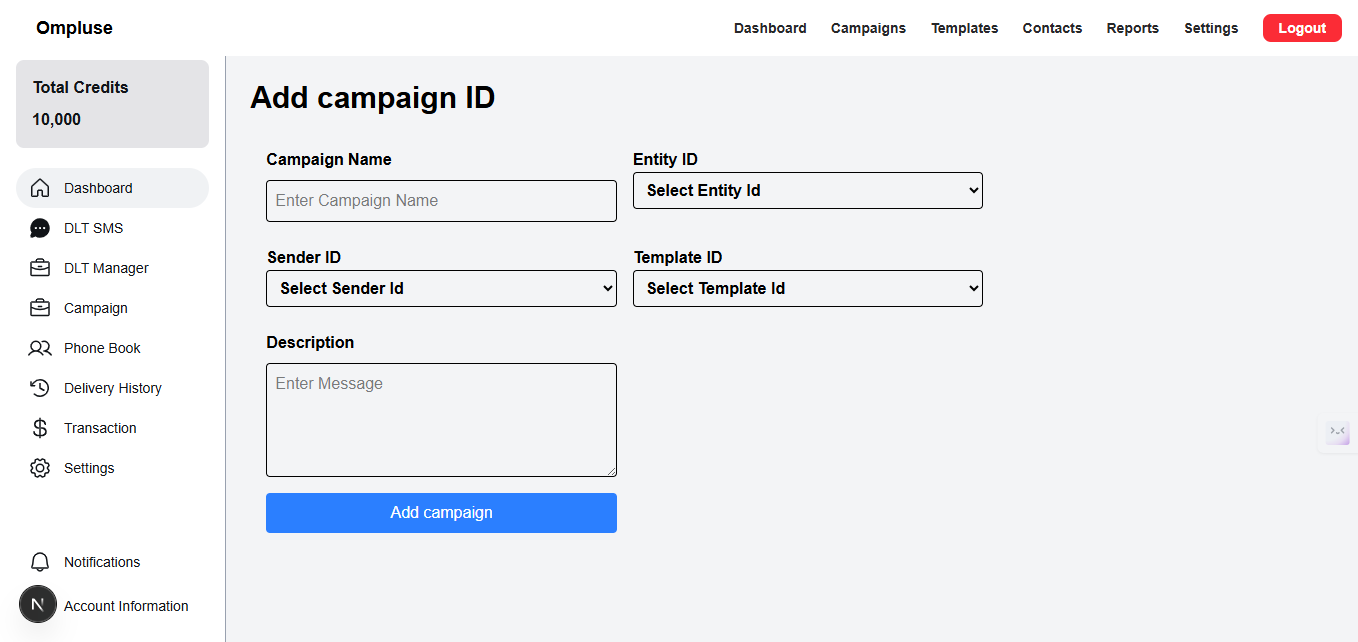 Ompluse
Dashboard Campaigns Templates Contacts Reports Settings Logout
Total Credits
10,000
Dashboard
DLT SMS
DLT Manager
Campaign
Phone Book
Delivery History
Transaction
Settings
Notifications
N Account Information
Add campaign ID
Campaign Name
Enter Campaign Name
Entity ID
Select Entity Id
Sender ID
Select Sender Id
Template ID
Select Template Id
Description
Enter Message
Add campaign